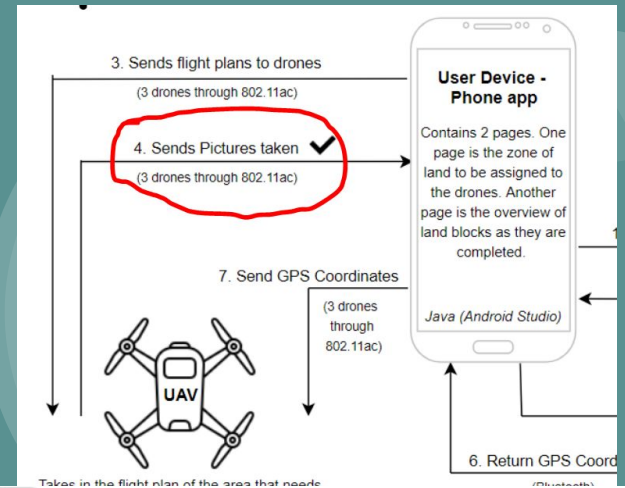 3. Sends flight plans to drones
(3 drones through 802.11ac)
4. Sends Pictures taken
(3 drones through 802.11ac)
7. Send GPS Coordinates
(3 drones
through
802.11ac)
User Device -
Phone app
Contains 2 pages. One
page is the zone of
land to be assigned to
the drones. Another
page is the overview of
land blocks as they are
completed.
Java (Android Studio)
1
UAV
6. Return GPS Coord
(Bluetooth)
Takes in the flight plan of the area that needs